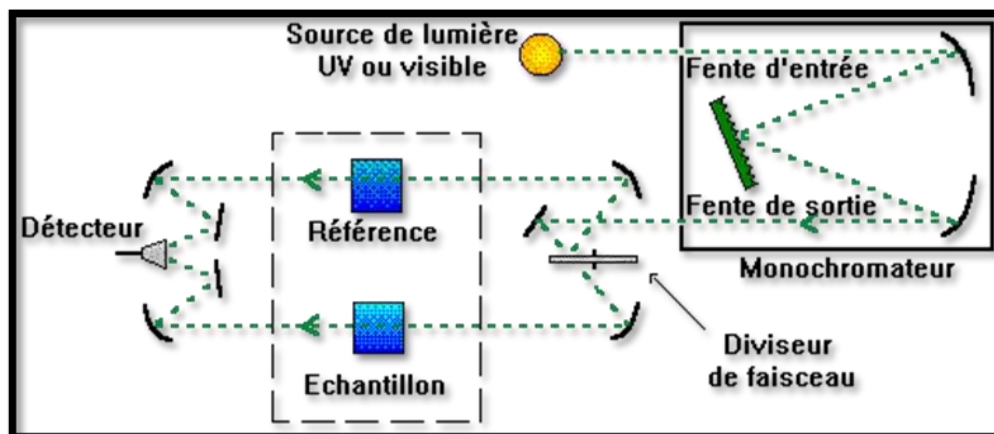 Source de lumière
UV ou visible
Fente d'entrée
Fente de sortie
Monochromateur
Détecteur
Référence
Echantillon
Diviseur
de faisceau